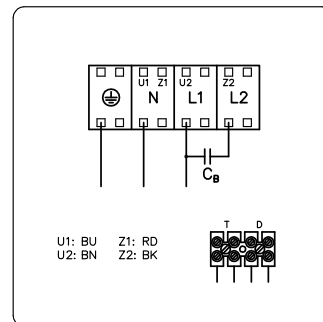 U1 Z1 U2 Z2
N L1 L2
C_B
T D
U1: BU Z1: RD
U2: BN Z2: BK